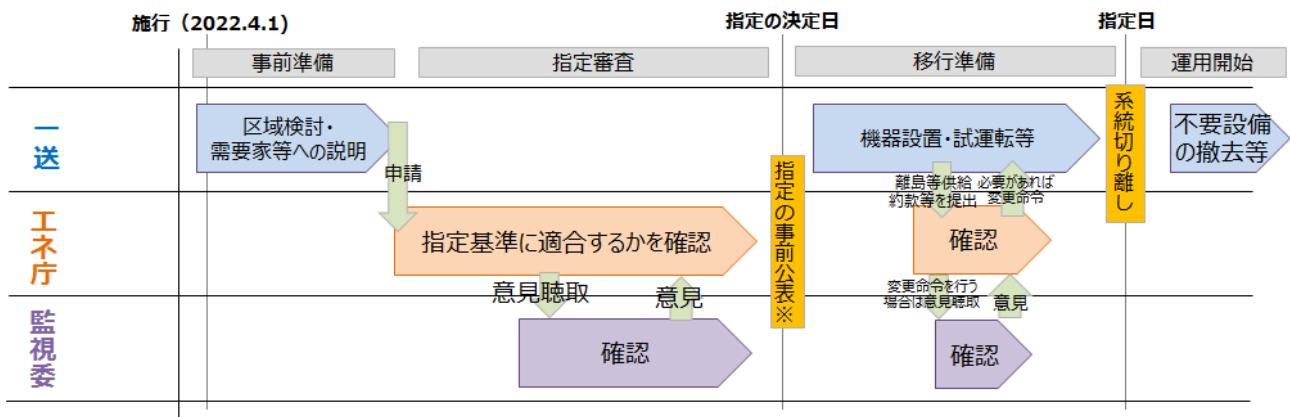 施行（2022.4.1）
指定の決定日
指定日
事前準備
指定審査
移行準備
運用開始
一送
区域検討・
需要家等への説明
申請
機器設置・試運転等
系統切り離し
不要設備
の撤去等
離島等供給
約款等を提出
必要があれば
変更命令
エネ庁
指定基準に適合するかを確認
指定の事前公表※
確認
意見聴取
意見
変更命令を行う
場合は意見聴取
意見
監視委
確認
確認